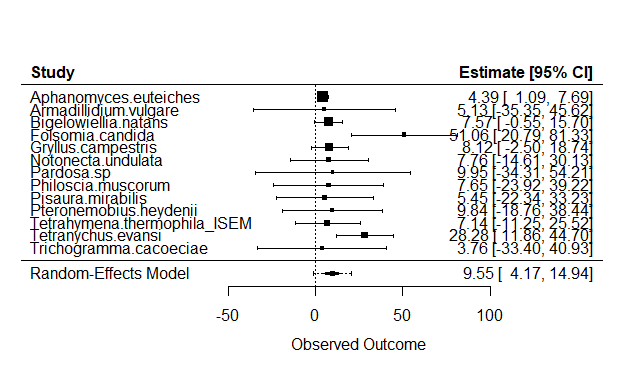 Study Estimate [95% CI]
Aphanomyces.euteiches 4.39 [ 1.09, 7.69]
Armadillidium.vulgare 5.13 [-35.35, 45.62]
Bigelowiella.natans 7.57 [-0.55, 15.70]
Folsomia.candida 51.06 [20.79, 81.33]
Gryllus.campestris 8.12 [-2.50, 18.74]
Notonecta.undulata 7.76 [-14.61, 30.13]
Pardosa.sp 9.95 [-34.31, 54.21]
Philoscia.muscorum 7.65 [-23.92, 39.22]
Pisaura.mirabilis 5.45 [-22.34, 33.23]
Pteronemobius.heydenii 9.84 [-18.76, 38.44]
Tetrahymena.thermophila_ISEM 7.14 [-11.25, 25.52]
Tetranychus.evansi 28.28 [11.86, 44.70]
Trichogramma.cacoeciae 3.76 [-33.40, 40.93]
Random-Effects Model 9.55 [ 4.17, 14.94]
-50 0 50 100
Observed Outcome